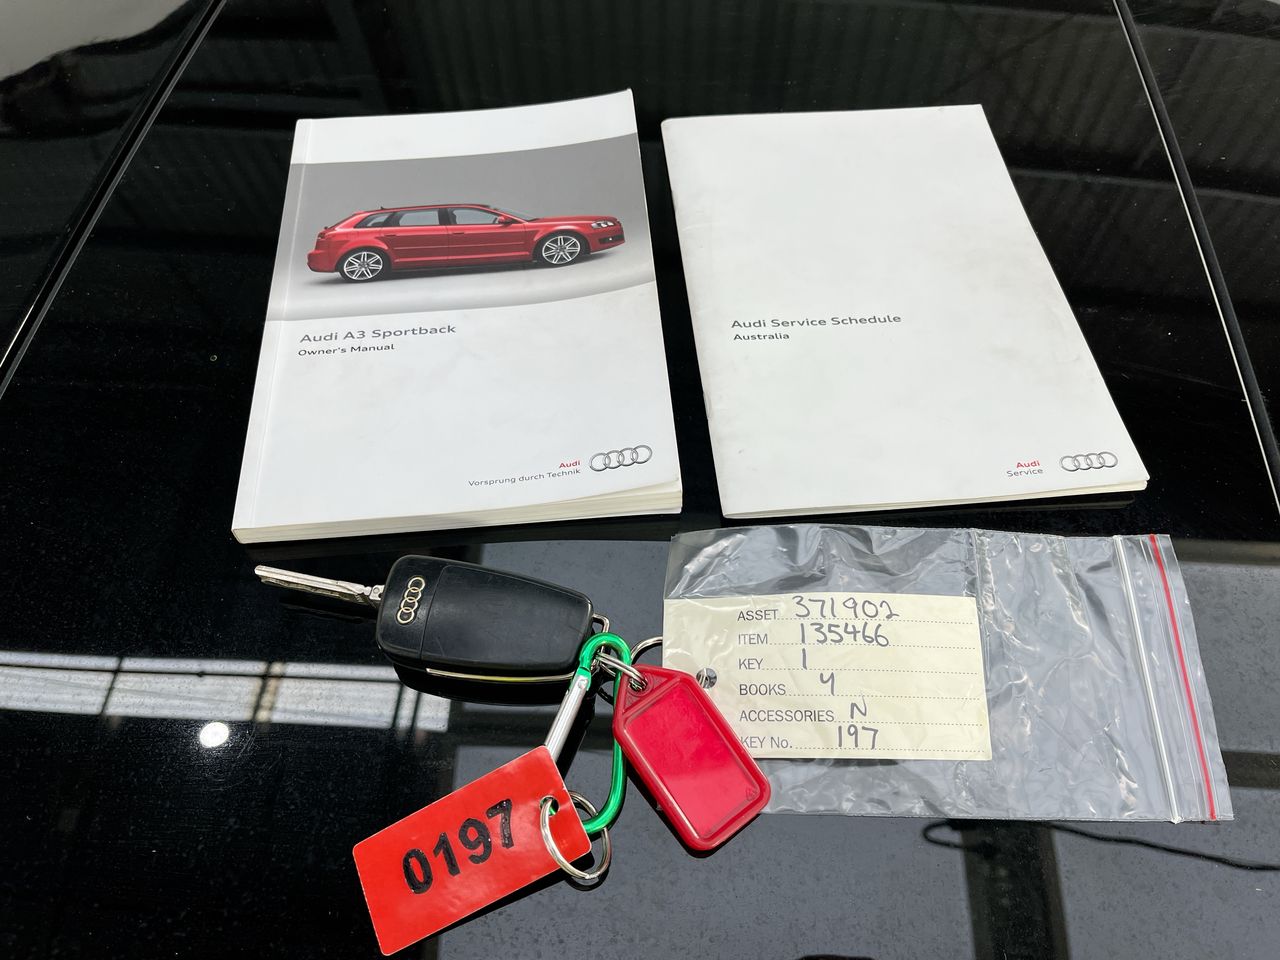 Audi A3 Sportback
Owner's Manual
Audi
Vorsprung durch Technik
Audi Service Schedule
Australia
Audi
Service
ASSET 371902
ITEM 135466
KEY 1
BOOKS 4
ACCESSORIES N
KEY No. 197
0197